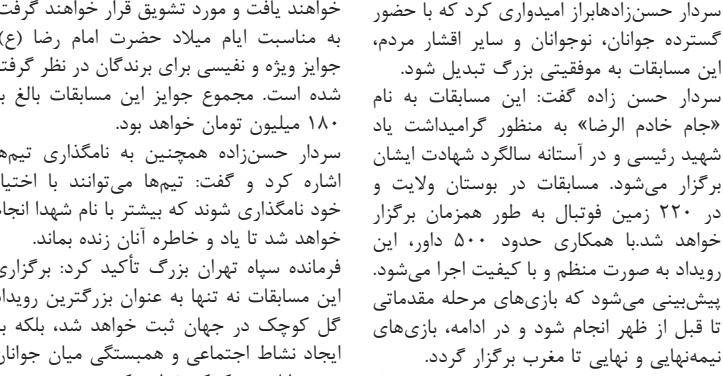 سردار حسن‌زادهابراز امیدواری کرد که با حضور
گسترده جوانان، نوجوانان و سایر اقشار مردم،
این مسابقات به موفقیتی بزرگ تبدیل شود.
سردار حسن زاده گفت: این مسابقات به نام
«جام خادم الرضا» به منظور گرامیداشت یاد
شهید رئیسی و در آستانه سالگرد شهادت ایشان
برگزار می‌شود. مسابقات در بوستان ولایت و
در ۲۲۰ زمین فوتبال به طور همزمان برگزار
خواهد شد.با همکاری حدود ۵۰۰ داور، این
رویداد به صورت منظم و با کیفیت اجرا می‌شود.
پیش‌بینی می‌شود که بازی‌های مرحله مقدماتی
تا قبل از ظهر انجام شود و در ادامه، بازی‌های
نیمه‌نهایی و نهایی تا مغرب برگزار گردد.
خواهند یافت و مورد تشویق قرار خواهند گرفت
به مناسبت ایام میلاد حضرت امام رضا (ع)
جوایز ویژه و نفیسی برای برندگان در نظر گرفته
شده است. مجموع جوایز این مسابقات بالغ
۱۸۰ میلیون تومان خواهد بود.
سردار حسن‌زاده همچنین به نامگذاری
اشاره کرد و گفت: تیم‌ها می‌توانند با
خود نامگذاری شوند که بیشتر با نام شهدا
خواهد شد تا یاد و خاطره آنان زنده بماند.
فرمانده سپاه تهران بزرگ تأکید کرد: برگزاری
این مسابقات نه تنها به عنوان بزرگترین
گل کوچک در جهان ثبت خواهد شد، بلکه
ایجاد نشاط اجتماعی و همبستگی میان